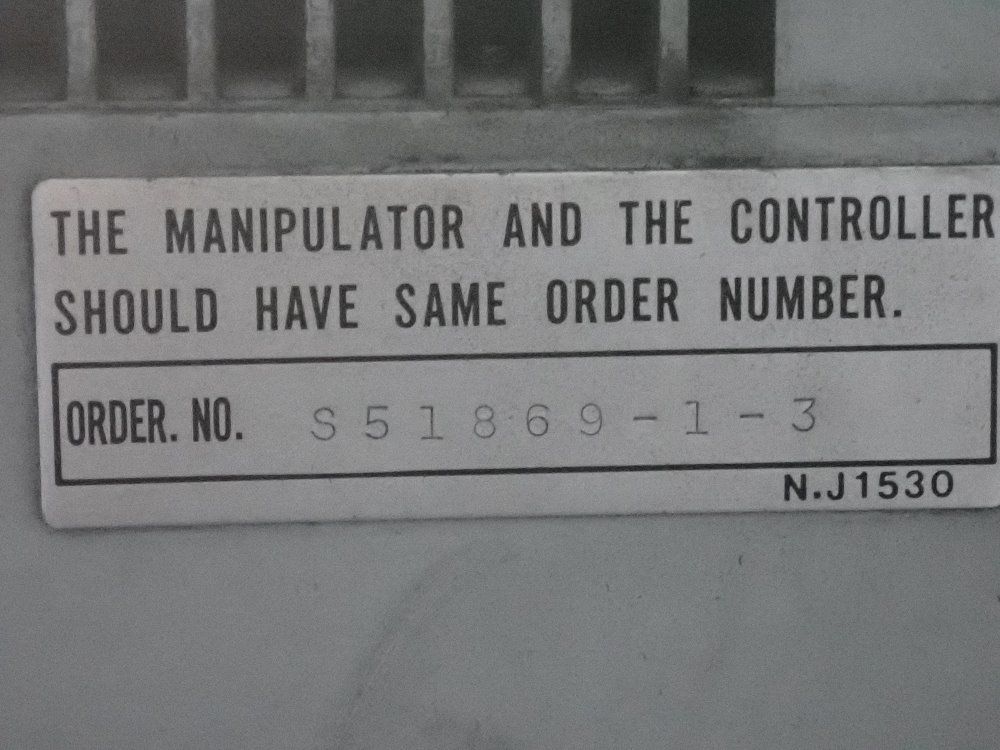 THE MANIPULATOR AND THE CONTROLLER
SHOULD HAVE SAME ORDER NUMBER.
ORDER. NO. S51869-1-3
N.J1530